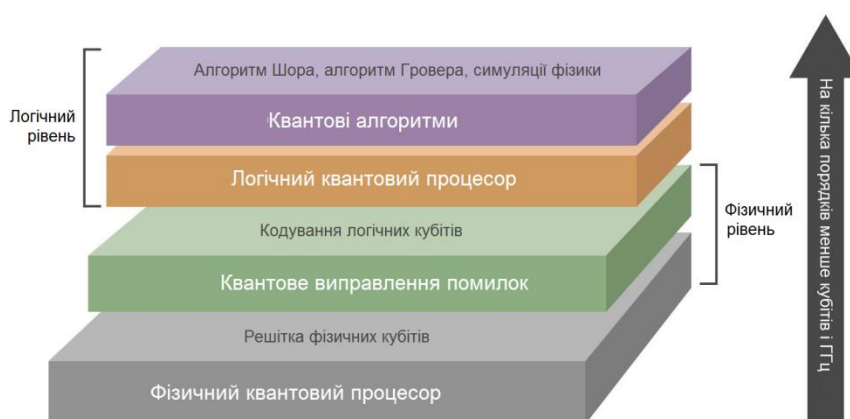 Алгоритм Шора, алгоритм Гровера, симуляції фізики
Квантові алгоритми
Логічний
рівень
Логічний квантовий процесор
Кодування логічних кубітів
Фізичний
рівень
Квантове виправлення помилок
Решітка фізичних кубітів
Фізичний квантовий процесор
На кілька порядків менше кубітів і ГГц